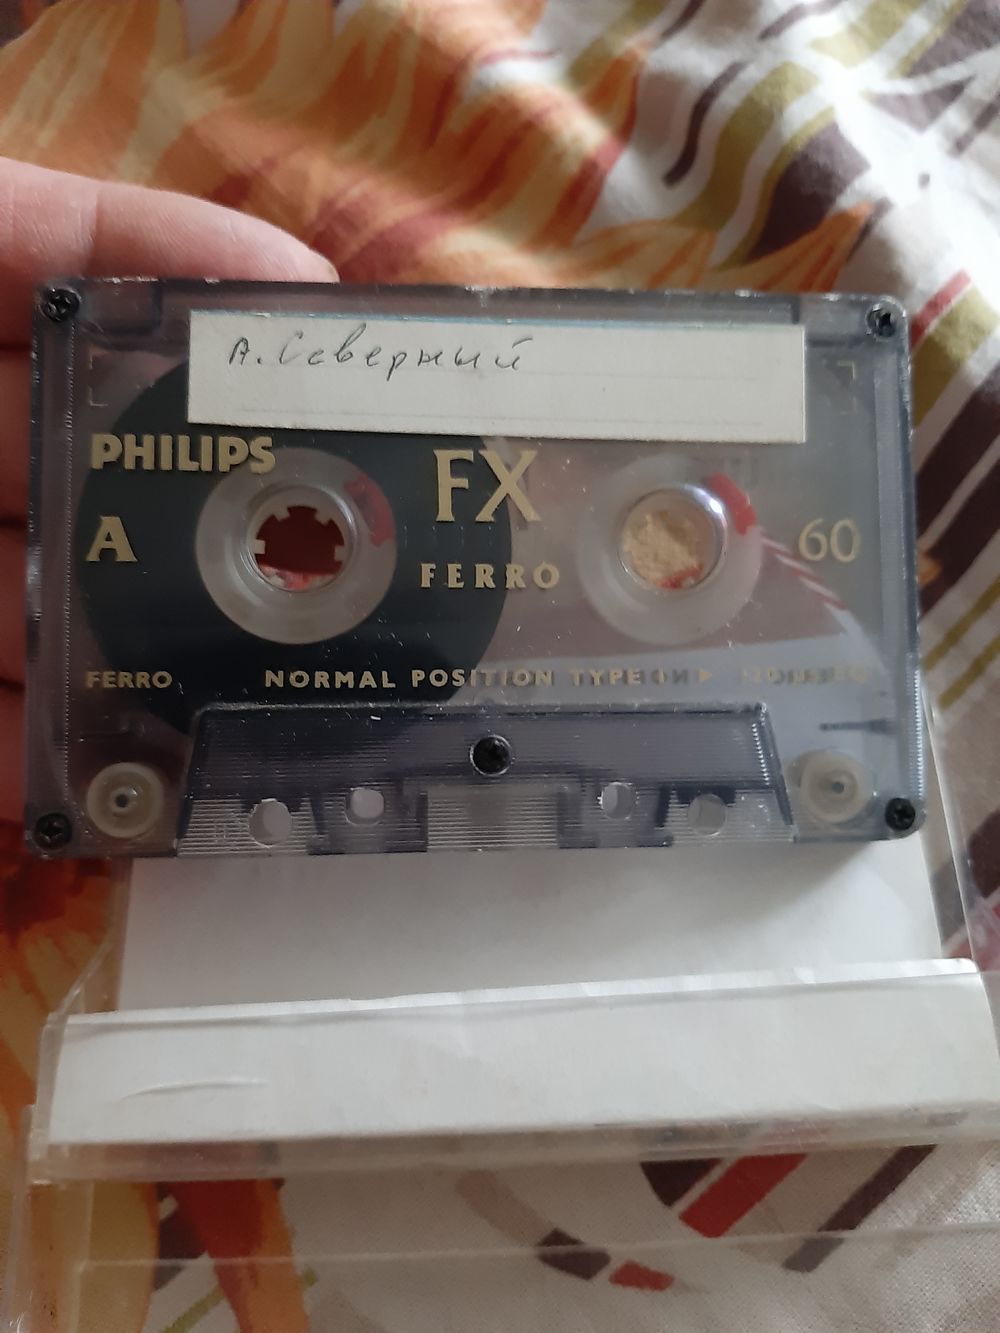 А. Северный
PHILIPS
FX
A
60
FERRO
FERRO
NORMAL POSITION TYPE